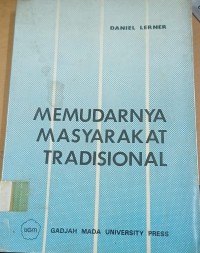 DANIEL LERNER
MEMUDARNYA
MASYARAKAT
TRADISIONAL
UGM
GADJAH MADA UNIVERSITY PRESS